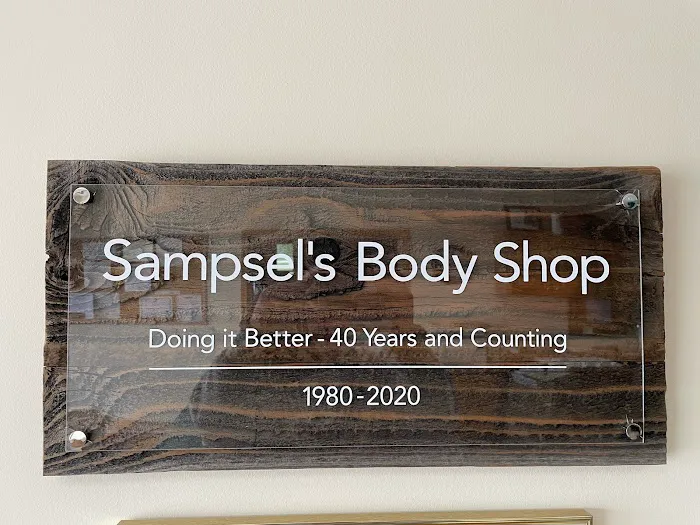 Sampsel's Body Shop
Doing it Better - 40 Years and Counting
1980-2020